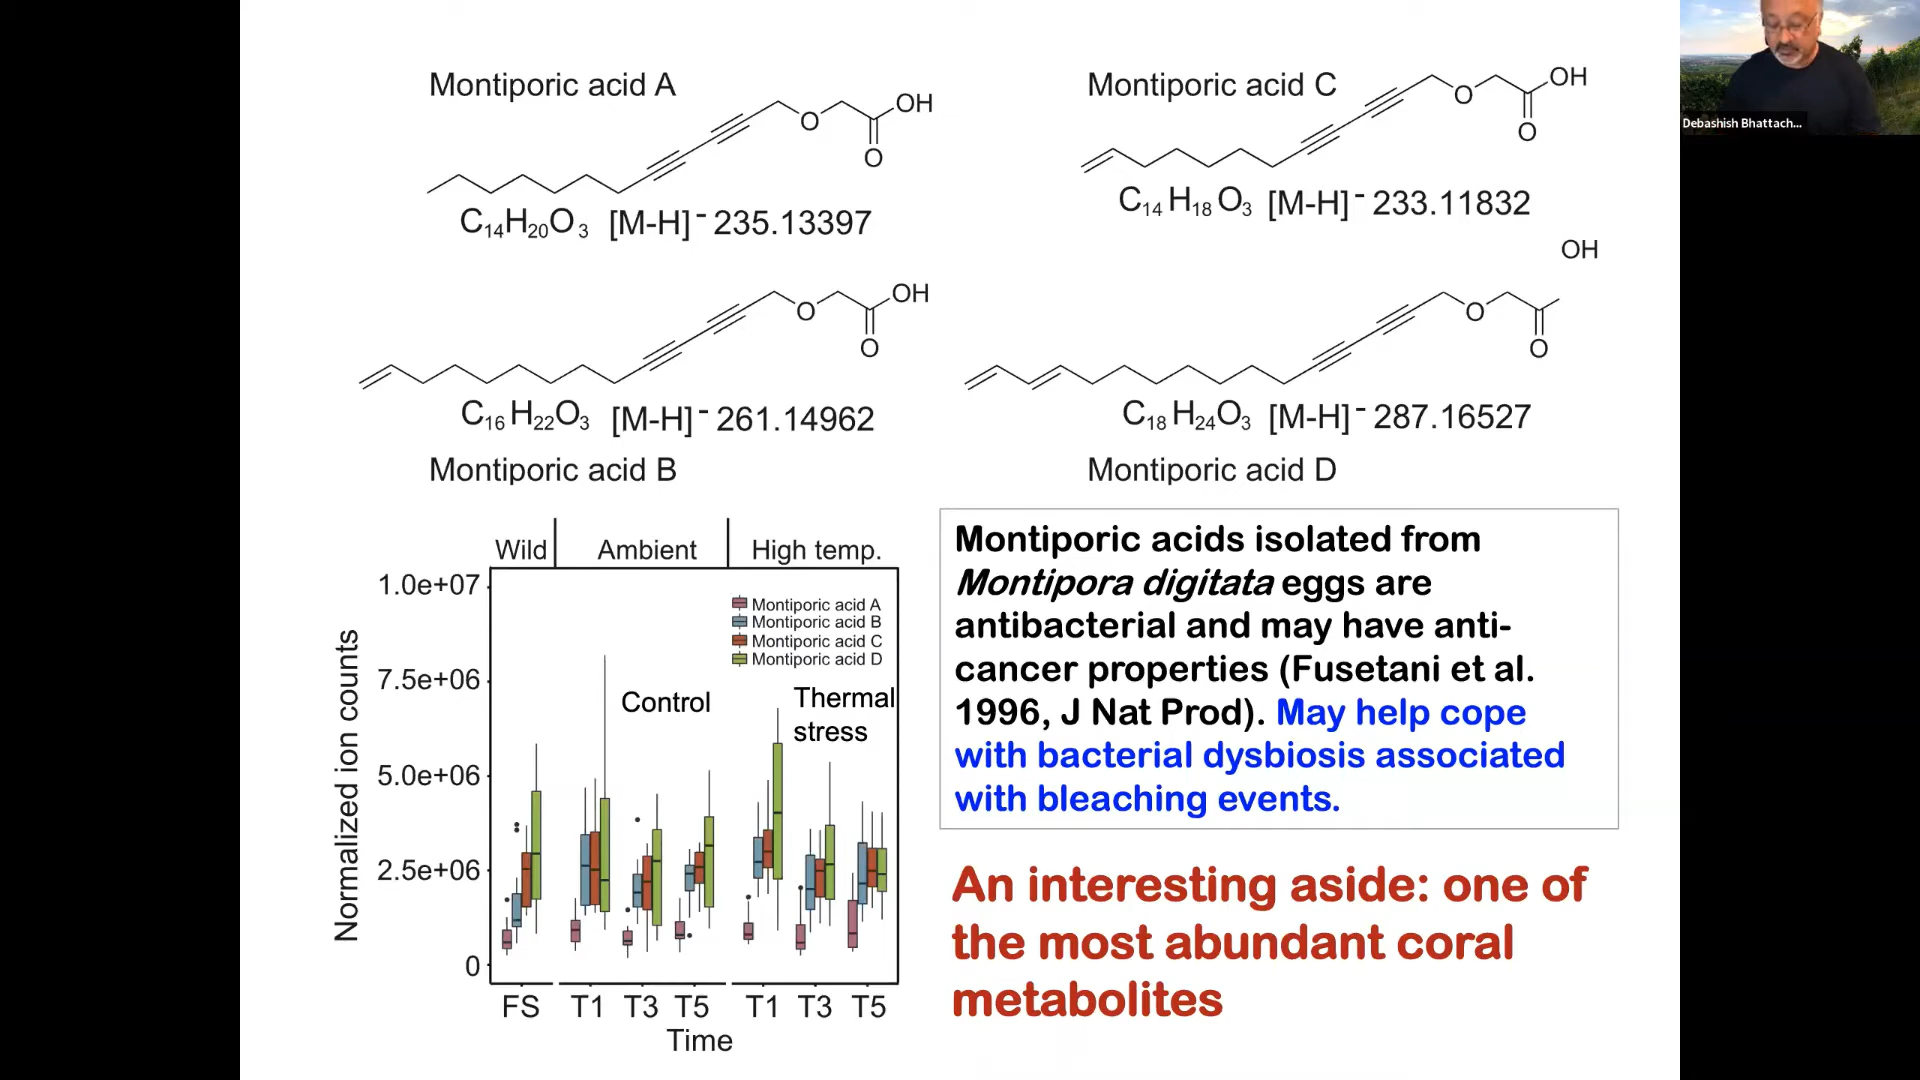 Montiporic acid A
OH
O
O
C14H20O3 [M-H]- 235.13397
Montiporic acid C
OH
O
O
C14H18O3 [M-H]- 233.11832
Debashish Bhattach...
OH
O
O
C16H22O3 [M-H]- 261.14962
Montiporic acid B
OH
O
O
C18H24O3 [M-H]- 287.16527
Montiporic acid D
Wild Ambient High temp.
Normalized ion counts
1.0e+07
7.5e+06
5.0e+06
2.5e+06
0
Montiporic acid A
Montiporic acid B
Montiporic acid C
Montiporic acid D
Control
Thermal
stress
FS T1 T3 T5 T1 T3 T5
Time
Montiporic acids isolated from
Montipora digitata eggs are
antibacterial and may have anti-
cancer properties (Fusetani et al.
1996, J Nat Prod). May help cope
with bacterial dysbiosis associated
with bleaching events.
An interesting aside: one of
the most abundant coral
metabolites